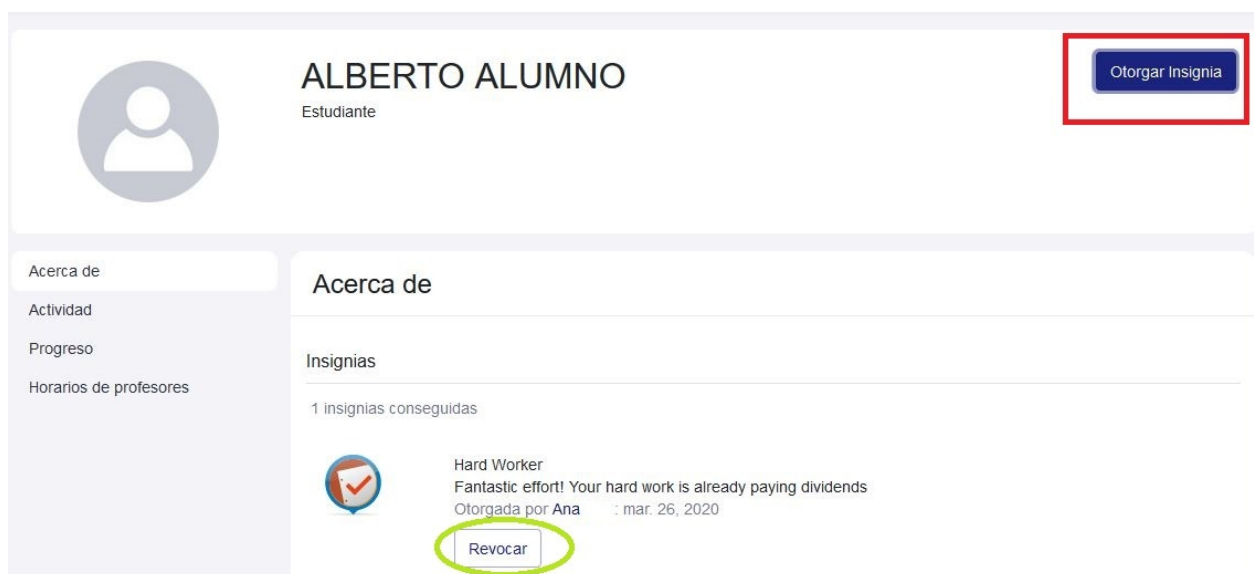 ALBERTO ALUMNO
Estudiante
Otorgar Insignia
Acerca de
Actividad
Progreso
Horarios de profesores
Acerca de
Insignias
1 insignias conseguidas
Hard Worker
Fantastic effort! Your hard work is already paying dividends
Otorgada por Ana : mar. 26, 2020
Revocar